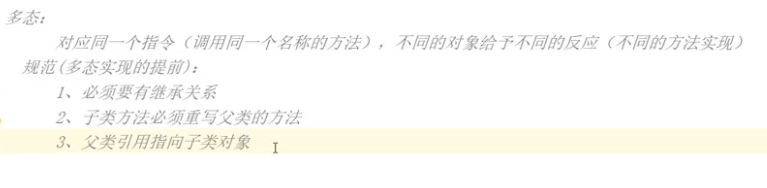 多态:
对应同一个指令（调用同一个名称的方法），不同的对象给予不同的反应（不同的方法实现）
规范(多态实现的提前):
1、必须要有继承关系
2、子类方法必须重写父类的方法
3、父类引用指向子类对象